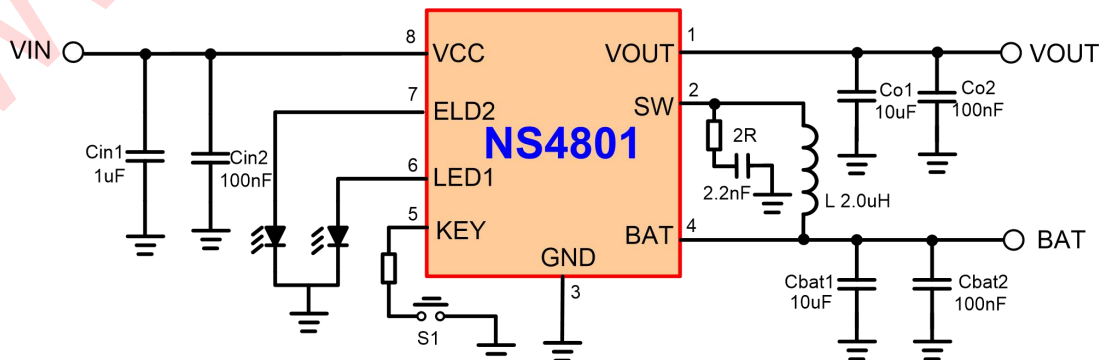 VIN
8
VCC
VOUT
1
VOUT
7
ELD2
SW
2
NS4801
Co1
10uF
Co2
100nF
2R
2.2nF
L 2.0uH
Cin1
1uF
Cin2
100nF
6
LED1
5
KEY
BAT
4
BAT
GND
3
S1
Cbat1
10uF
Cbat2
100nF